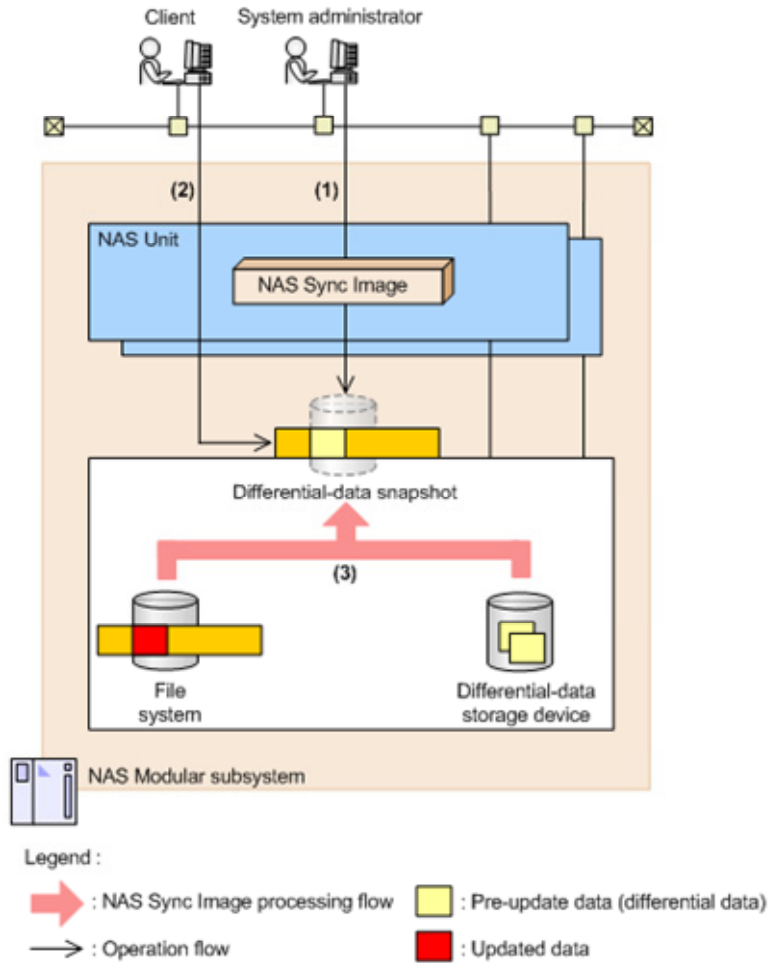 Client
System administrator
(2)
(1)
NAS Unit
NAS Sync Image
Differential-data snapshot
(3)
File
system
Differential-data
storage device
NAS Modular subsystem
Legend :
: NAS Sync Image processing flow
: Pre-update data (differential data)
: Operation flow
: Updated data